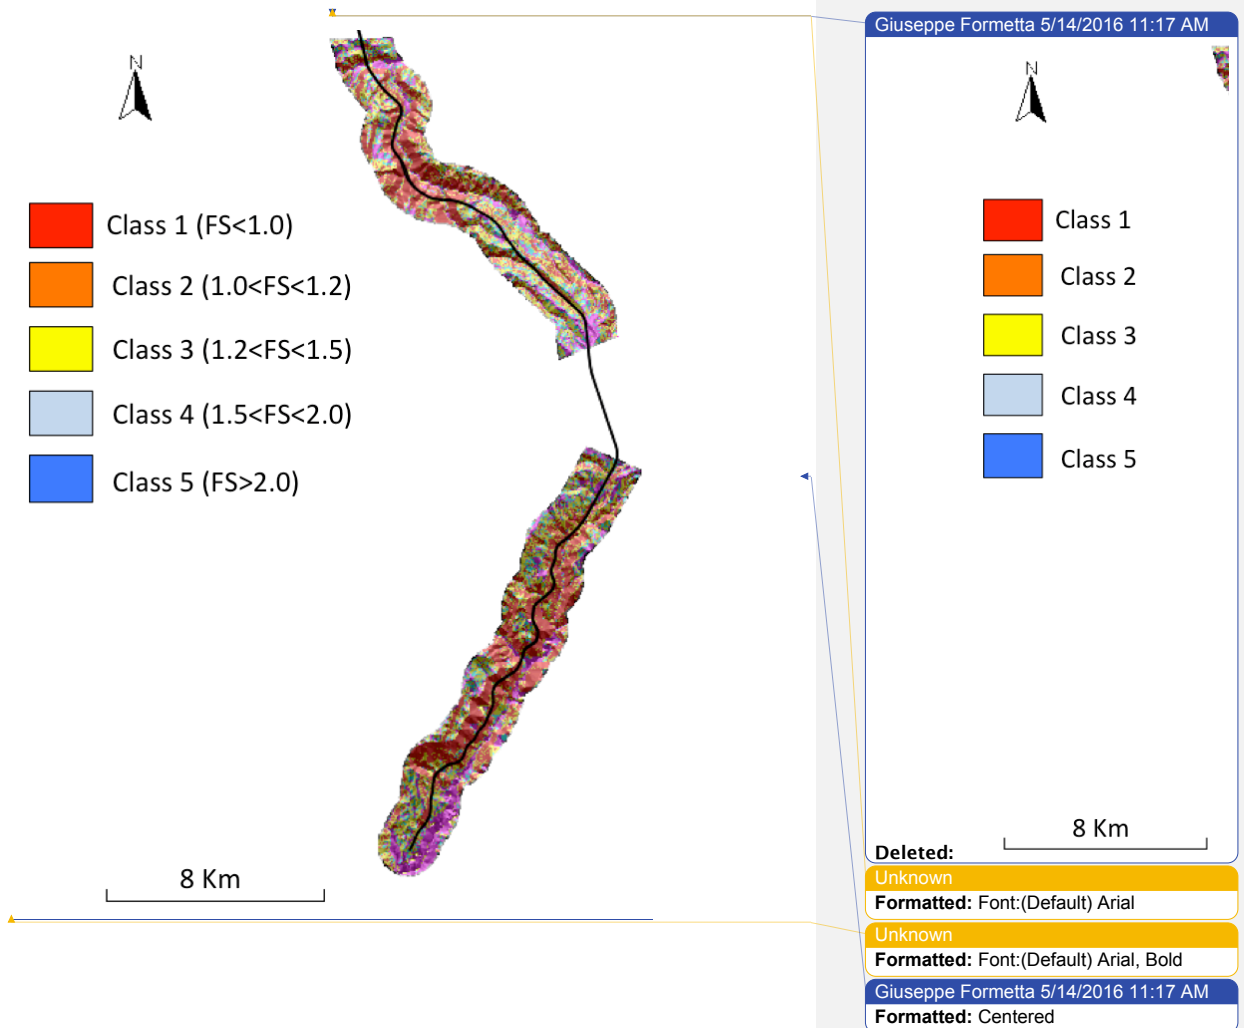 N
Class 1 (FS<1.0)
Class 2 (1.0<FS<1.2)
Class 3 (1.2<FS<1.5)
Class 4 (1.5<FS<2.0)
Class 5 (FS>2.0)
8 Km
Giuseppe Formetta 5/14/2016 11:17 AM
N
Class 1
Class 2
Class 3
Class 4
Class 5
8 Km
Deleted:
Unknown
Formatted: Font:(Default) Arial
Unknown
Formatted: Font:(Default) Arial, Bold
Giuseppe Formetta 5/14/2016 11:17 AM
Formatted: Centered